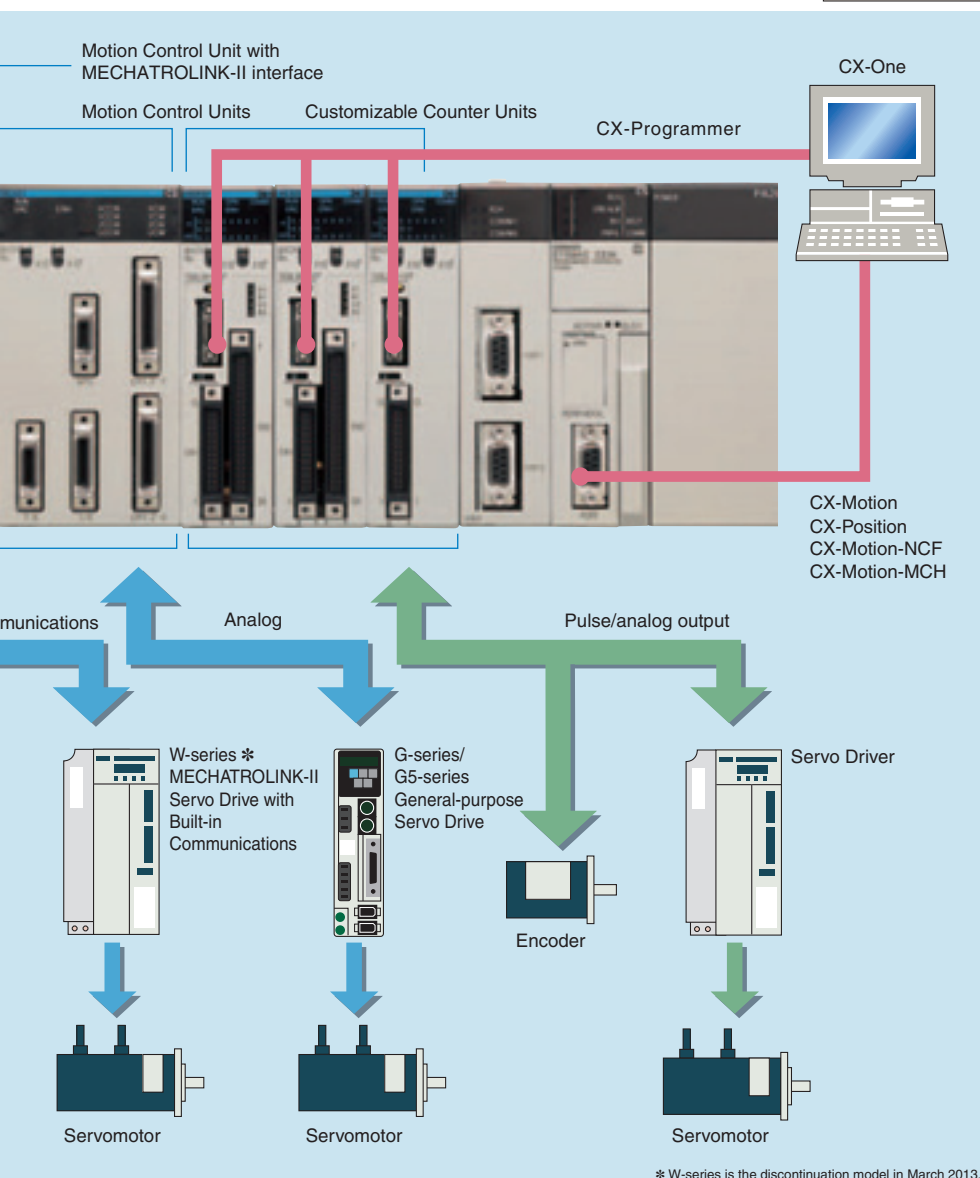 Motion Control Unit with
MECHATROLINK-II interface
CX-One
Motion Control Units
Customizable Counter Units
CX-Programmer
CX-Motion
CX-Position
CX-Motion-NCF
CX-Motion-MCH
munications
Analog
Pulse/analog output
W-series ✽
MECHATROLINK-II
Servo Drive with
Built-in
Communications
G-series/
G5-series
General-purpose
Servo Drive
Servo Driver
Encoder
Servomotor
Servomotor
Servomotor
✽ W-series is the discontinuation model in March 2013.